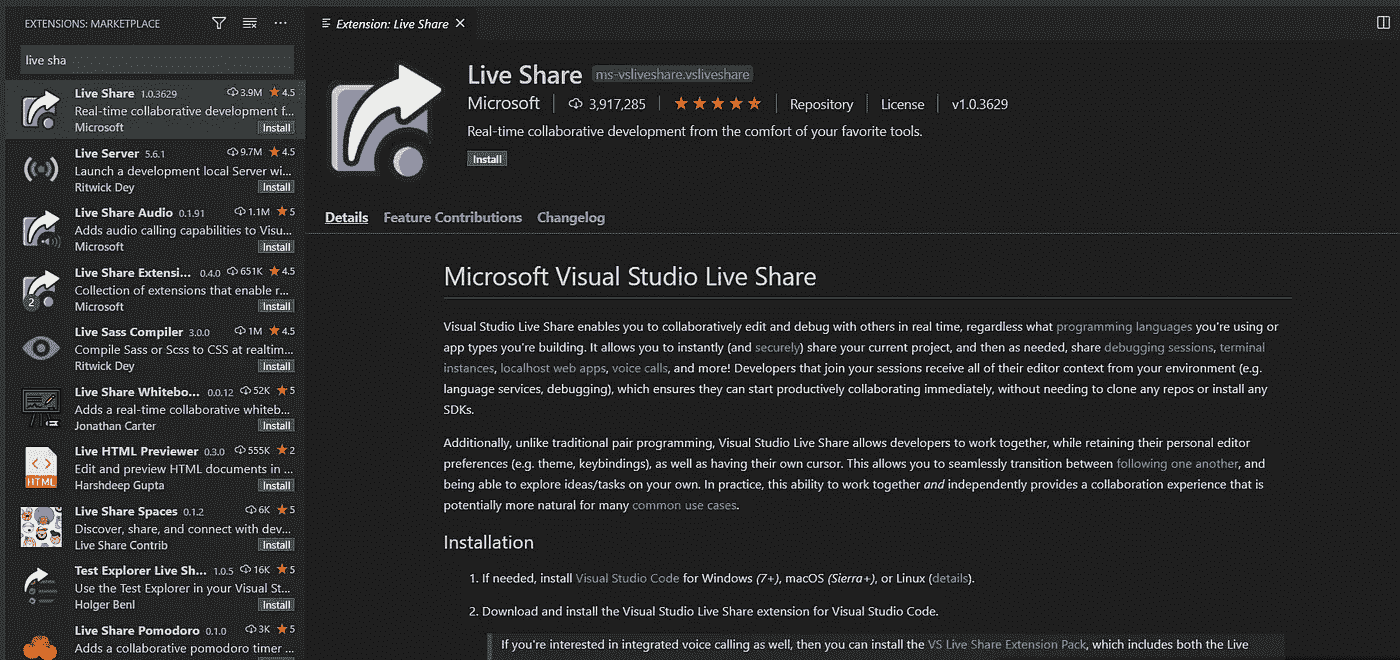 EXTENSIONS: MARKETPLACE
live sha
Live Share 1.0.3629 3.9M 4.5
Real-time collaborative development f...
Microsoft Install
Live Server 5.6.1 9.7M 4.5
Launch a development local Server wi...
Ritwick Dey Install
Live Share Audio 0.1.91 1.1M 5
Adds audio calling capabilities to Visu...
Microsoft Install
Live Share Extensi... 0.4.0 651K 4.5
2
Collection of extensions that enable r...
Microsoft Install
Live Sass Compiler 3.0.0 1M 4.5
Compile Sass or Scss to CSS at realtim...
Ritwick Dey Install
Live Share Whitebo... 0.0.12 52K 5
Adds a real-time collaborative whiteb...
Jonathan Carter Install
Live HTML Previewer 0.3.0 555K 2
Edit and preview HTML documents in ...
HTML
Harshdeep Gupta Install
Live Share Spaces 0.1.2 6K 5
Discover, share, and connect with dev...
Live Share Contrib Install
Test Explorer Live Sh... 1.0.5 16K 5
Use the Test Explorer in your Visual St...
Holger Benl Install
Live Share Pomodoro 0.1.0 3K 5
Adds a collaborative pomodoro timer ...
Extension: Live Share
Live Share ms-vsliveshare.vsliveshare
Microsoft 3,917,285 Repository License v1.0.3629
Real-time collaborative development from the comfort of your favorite tools.
Install
Details Feature Contributions Changelog
Microsoft Visual Studio Live Share
Visual Studio Live Share enables you to collaboratively edit and debug with others in real time, regardless what programming languages you're using or
app types you're building. It allows you to instantly (and securely) share your current project, and then as needed, share debugging sessions, terminal
instances, localhost web apps, voice calls, and more! Developers that join your sessions receive all of their editor context from your environment (e.g.
language services, debugging), which ensures they can start productively collaborating immediately, without needing to clone any repos or install any
SDKs.
Additionally, unlike traditional pair programming, Visual Studio Live Share allows developers to work together, while retaining their personal editor
preferences (e.g. theme, keybindings), as well as having their own cursor. This allows you to seamlessly transition between following one another, and
being able to explore ideas/tasks on your own. In practice, this ability to work together and independently provides a collaboration experience that is
potentially more natural for many common use cases.
Installation
1. If needed, install Visual Studio Code for Windows (7+), macOS (Sierra+), or Linux (details).
2. Download and install the Visual Studio Live Share extension for Visual Studio Code.
If you're interested in integrated voice calling as well, then you can install the VS Live Share Extension Pack, which includes both the Live